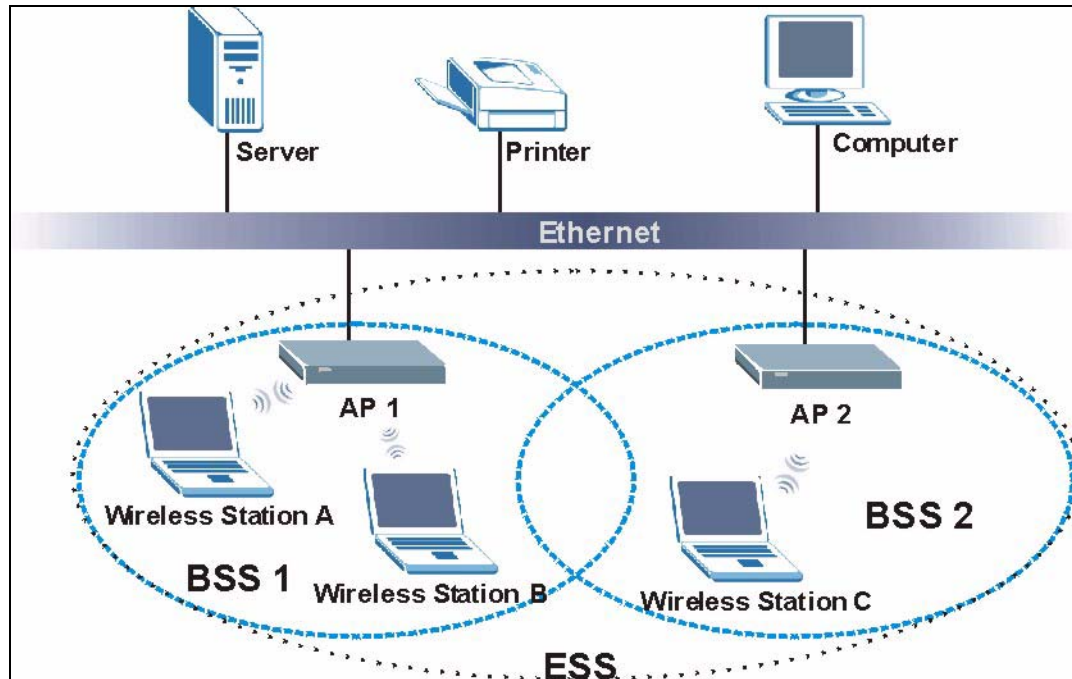 Server
Printer
Computer
Ethernet
AP 1
AP 2
Wireless Station A
BSS 1
Wireless Station B
BSS 2
Wireless Station C
ESS